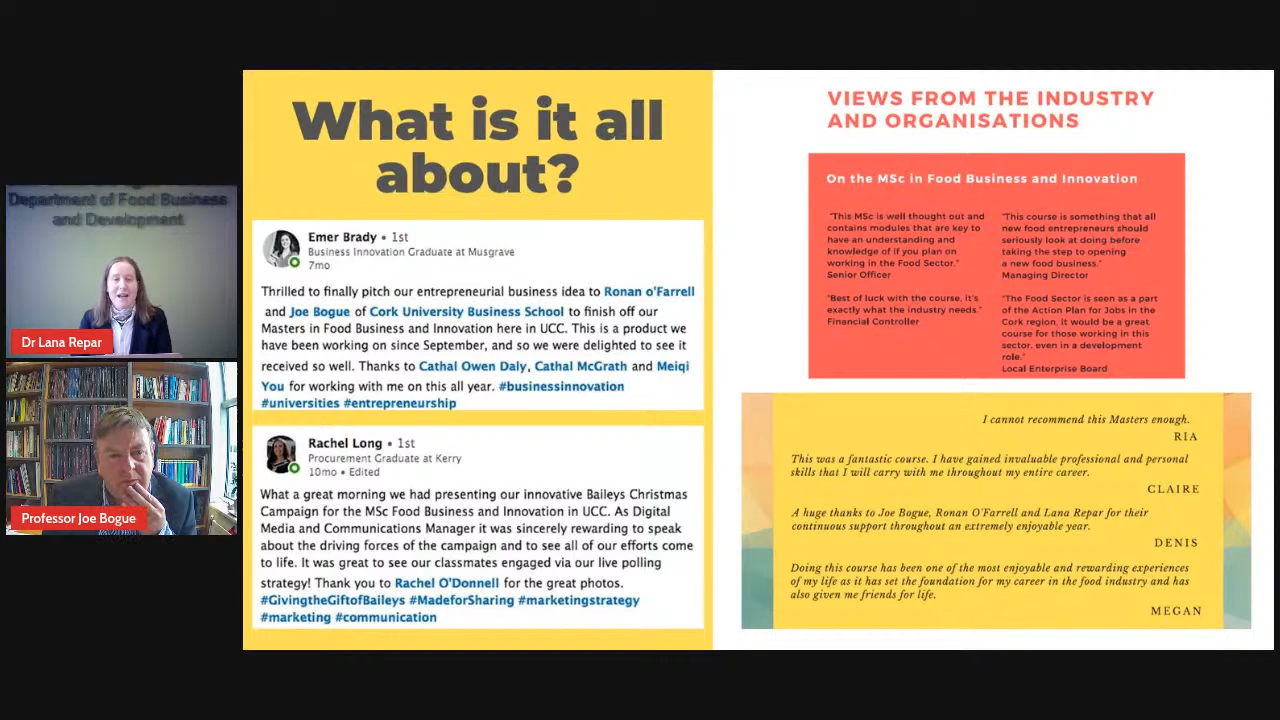 Department of Food Business
and Development
Dr Lana Repar
Professor Joe Bogue
What is it all
about?
Emer Brady • 1st
Business Innovation Graduate at Musgrave
7mo
Thrilled to finally pitch our entrepreneurial business idea to Ronan o'Farrell
and Joe Bogue of Cork University Business School to finish off our
Masters in Food Business and Innovation here in UCC. This is a product we
have been working on since September, and so we were delighted to see it
received so well. Thanks to Cathal Owen Daly, Cathal McGrath and Meiqi
You for working with me on this all year. #businessinnovation
#universities #entrepreneurship
Rachel Long • 1st
Procurement Graduate at Kerry
10mo • Edited
What a great morning we had presenting our innovative Baileys Christmas
Campaign for the MSc Food Business and Innovation in UCC. As Digital
Media and Communications Manager it was sincerely rewarding to speak
about the driving forces of the campaign and to see all of our efforts come
to life. It was great to see our classmates engaged via our live polling
strategy! Thank you to Rachel O'Donnell for the great photos.
#GivingtheGiftofBaileys #MadeforSharing #marketingstrategy
#marketing #communication
VIEWS FROM THE INDUSTRY
AND ORGANISATIONS
On the MSc in Food Business and Innovation
"This MSc is well thought out and
contains modules that are key to
have an understanding and
knowledge of if you plan on
working in the Food Sector."
Senior Officer
"Best of luck with the course, it's
exactly what the industry needs."
Financial Controller
"This course is something that all
new food entrepreneurs should
seriously look at doing before
taking the step to opening
a new food business."
Managing Director
"The Food Sector is seen as a part
of the Action Plan for Jobs in the
Cork region, it would be a great
course for those working in this
sector, even in a development
role."
Local Enterprise Board
I cannot recommend this Masters enough.
RIA
This was a fantastic course. I have gained invaluable professional and personal
skills that I will carry with me throughout my entire career.
CLAIRE
A huge thanks to Joe Bogue, Ronan O'Farrell and Lana Repar for their
continuous support throughout an extremely enjoyable year.
DENIS
Doing this course has been one of the most enjoyable and rewarding experiences
of my life as it has set the foundation for my career in the food industry and has
also given me friends for life.
MEGAN